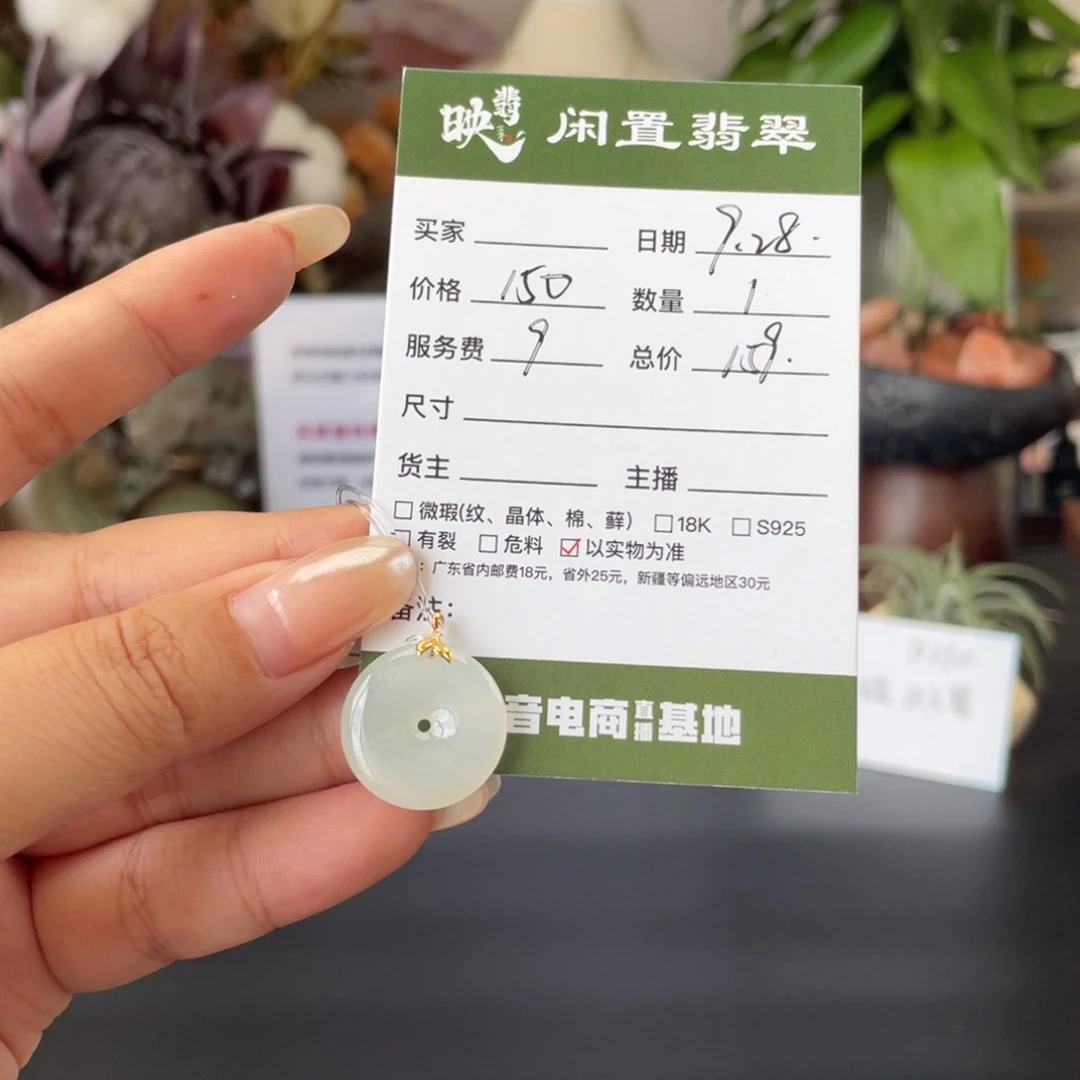 映翡 闲置翡翠
买家 日期 9.28.
价格 150 数量 1
服务费 9 总价 159.
尺寸
货主 主播
微瑕(纹、晶体、棉、藓) 18K S925
有裂 危料 以实物为准
：广东省内邮费18元，省外25元，新疆等偏远地区30元
备注：
音电商直播基地